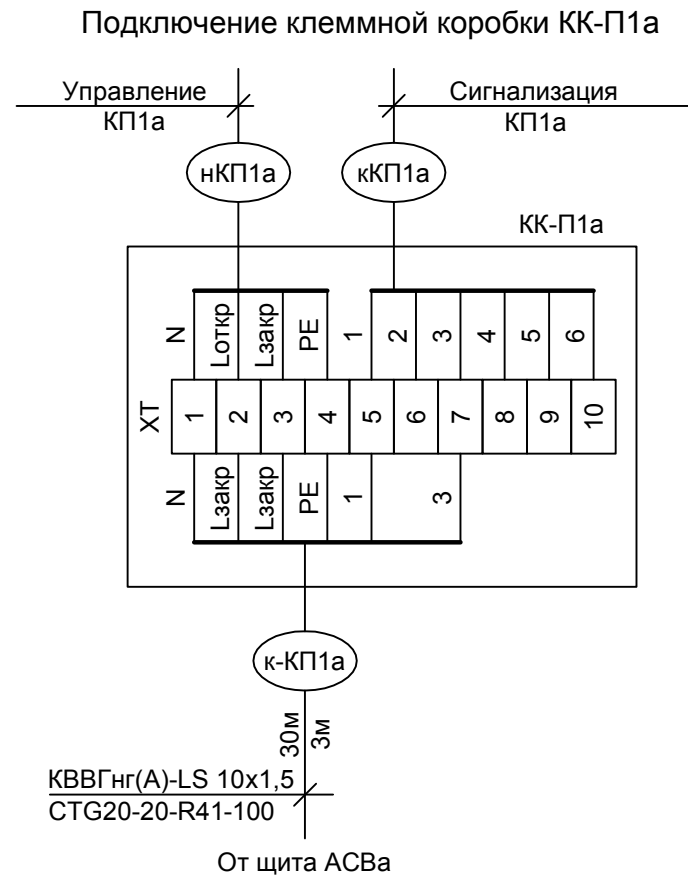 Подключение клеммной коробки КК-П1а
Управление
КП1а
Сигнализация
КП1а
нКП1а
кКП1а
КК-П1а
N Lоткр Lзакр PE 1 2 3 4 5 6
XT 1 2 3 4 5 6 7 8 9 10
N Lзакр Lзакр PE 1 3
к-КП1а
30м
3м
КВВГнг(А)-LS 10х1,5
CTG20-20-R41-100
От щита АСВа